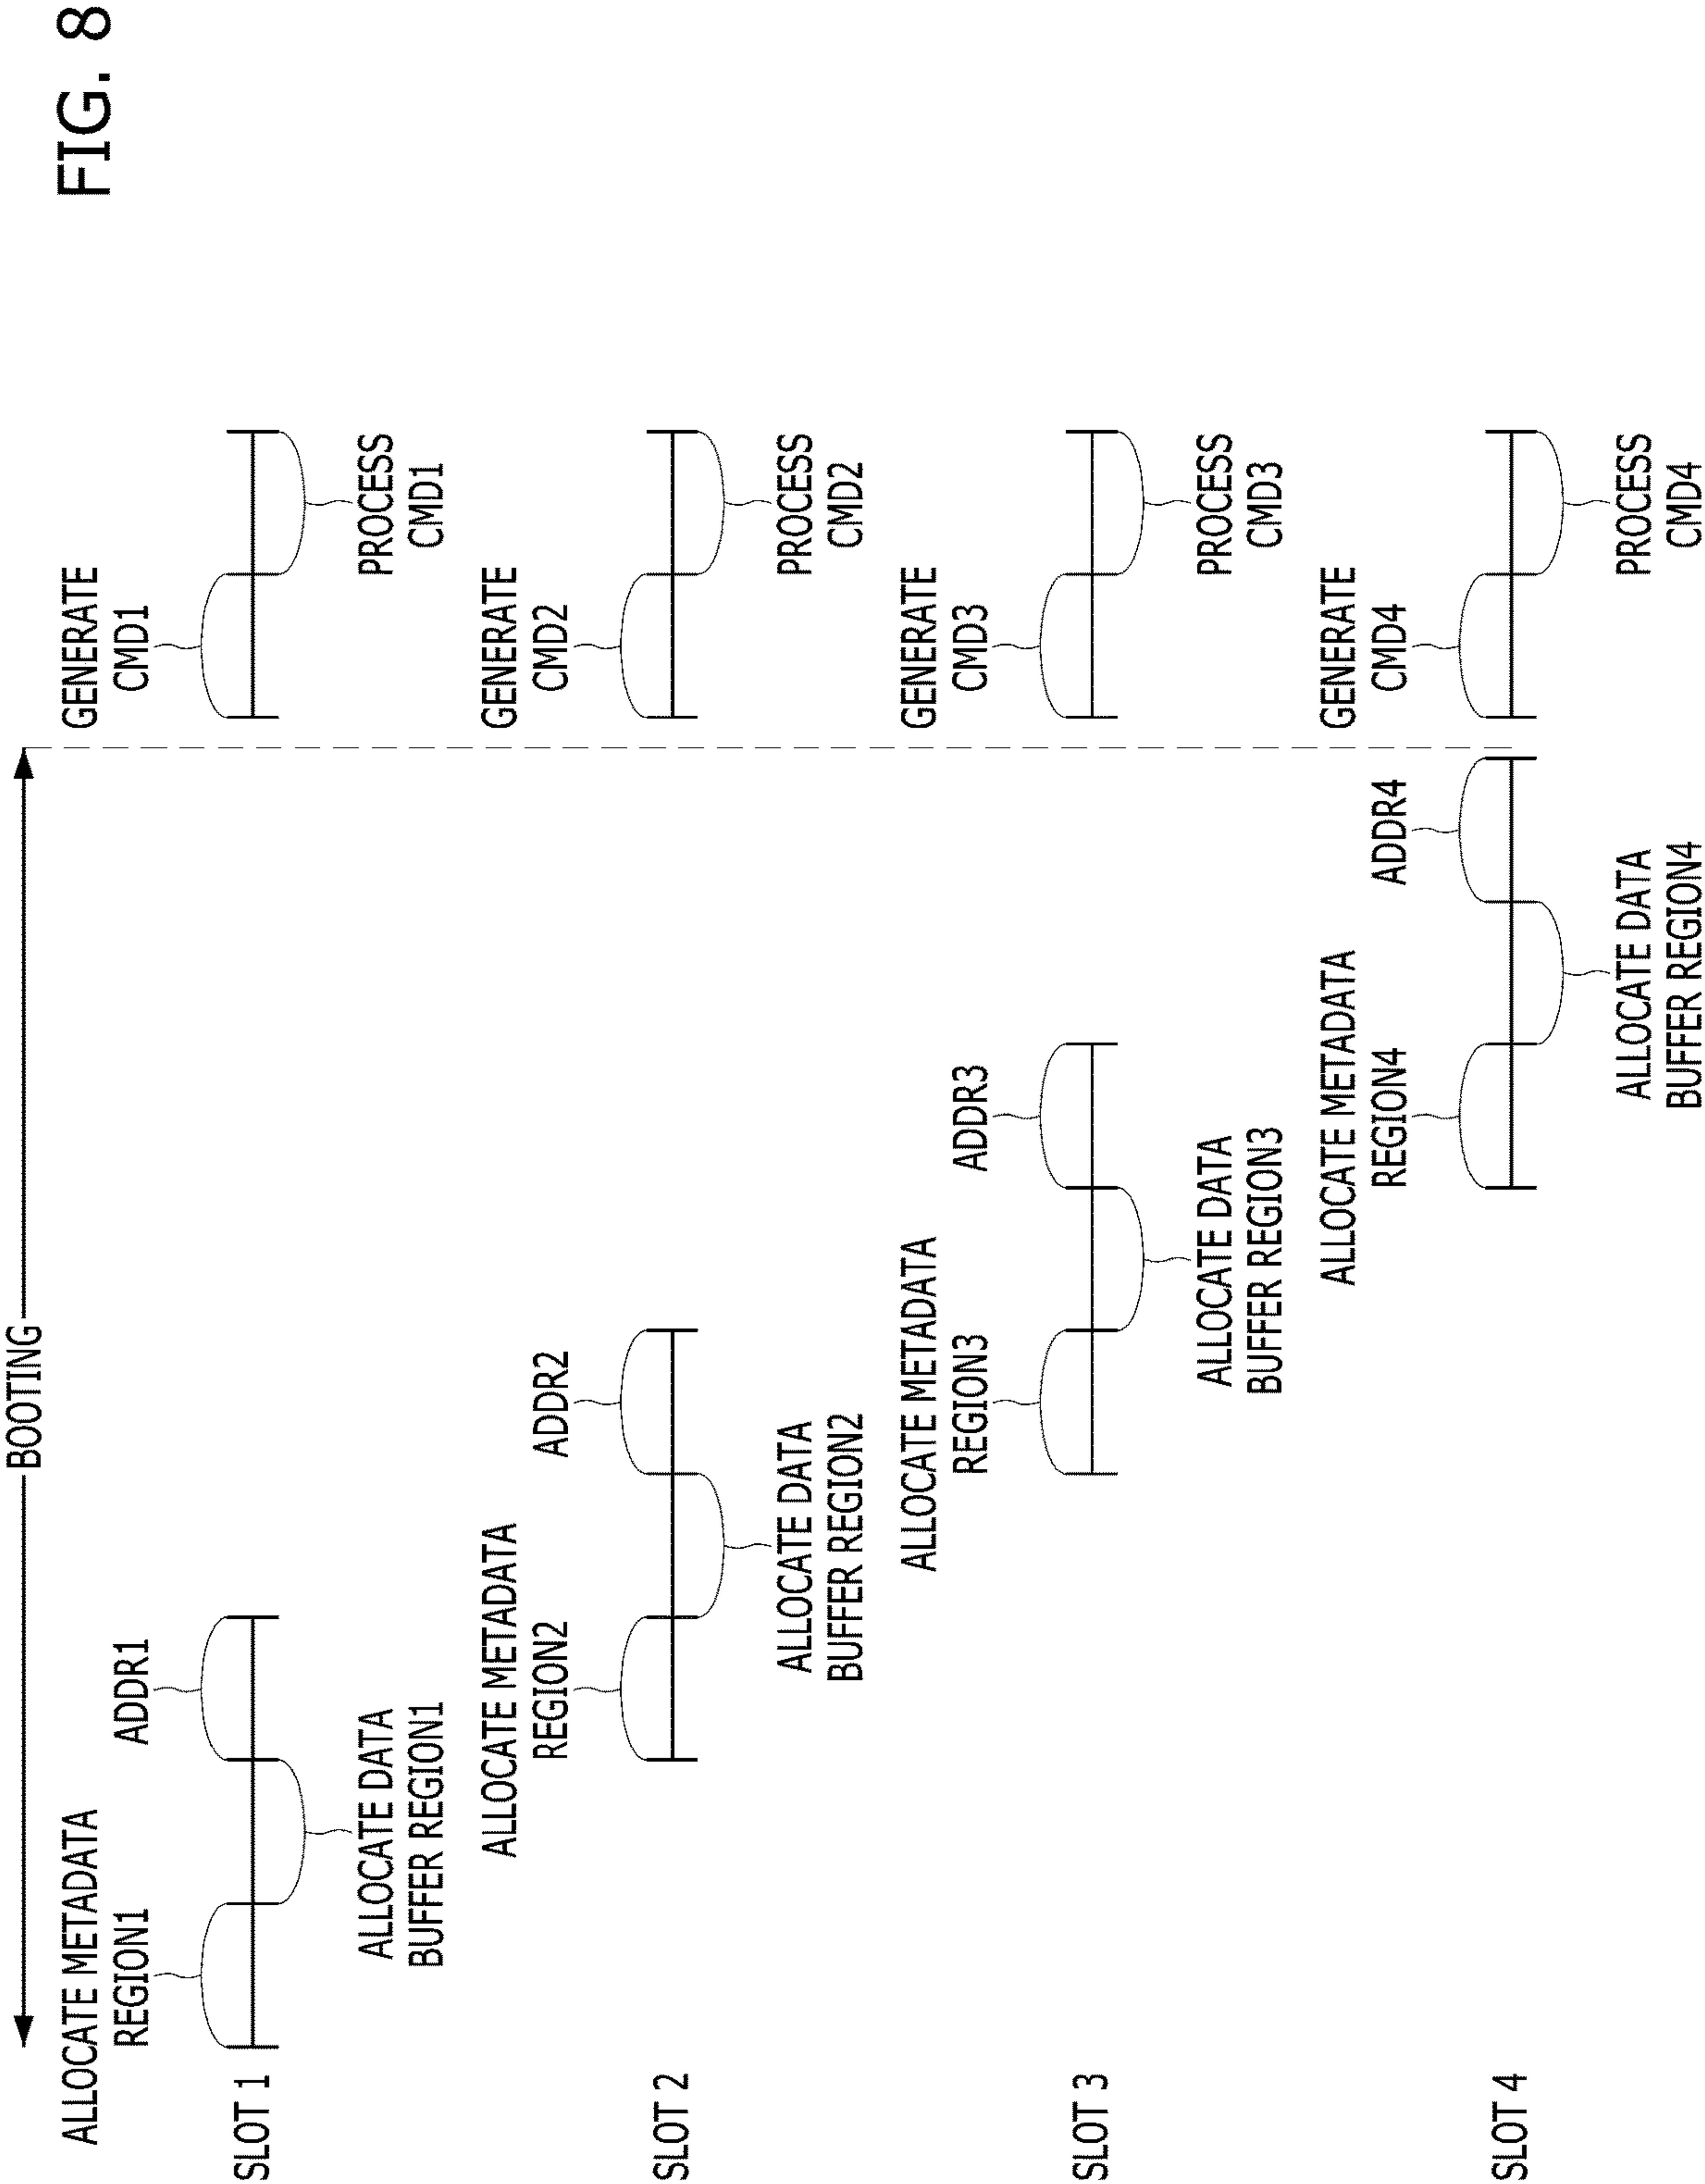 FIG. 8
BOOTING
ALLOCATE METADATA
REGION1
ADDR1
GENERATE
CMD1
SLOT 1
ALLOCATE DATA
BUFFER REGION1
PROCESS
CMD1
ALLOCATE METADATA
REGION2
ADDR2
GENERATE
CMD2
SLOT 2
ALLOCATE DATA
BUFFER REGION2
PROCESS
CMD2
ALLOCATE METADATA
REGION3
ADDR3
GENERATE
CMD3
SLOT 3
ALLOCATE DATA
BUFFER REGION3
PROCESS
CMD3
ALLOCATE METADATA
REGION4
ADDR4
GENERATE
CMD4
SLOT 4
ALLOCATE DATA
BUFFER REGION4
PROCESS
CMD4